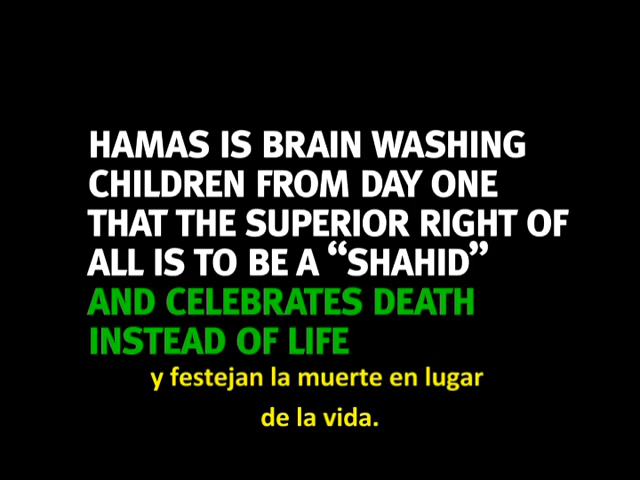 HAMAS IS BRAIN WASHING
CHILDREN FROM DAY ONE
THAT THE SUPERIOR RIGHT OF
ALL IS TO BE A “SHAHID”
AND CELEBRATES DEATH
INSTEAD OF LIFE
y festejan la muerte en lugar
de la vida.